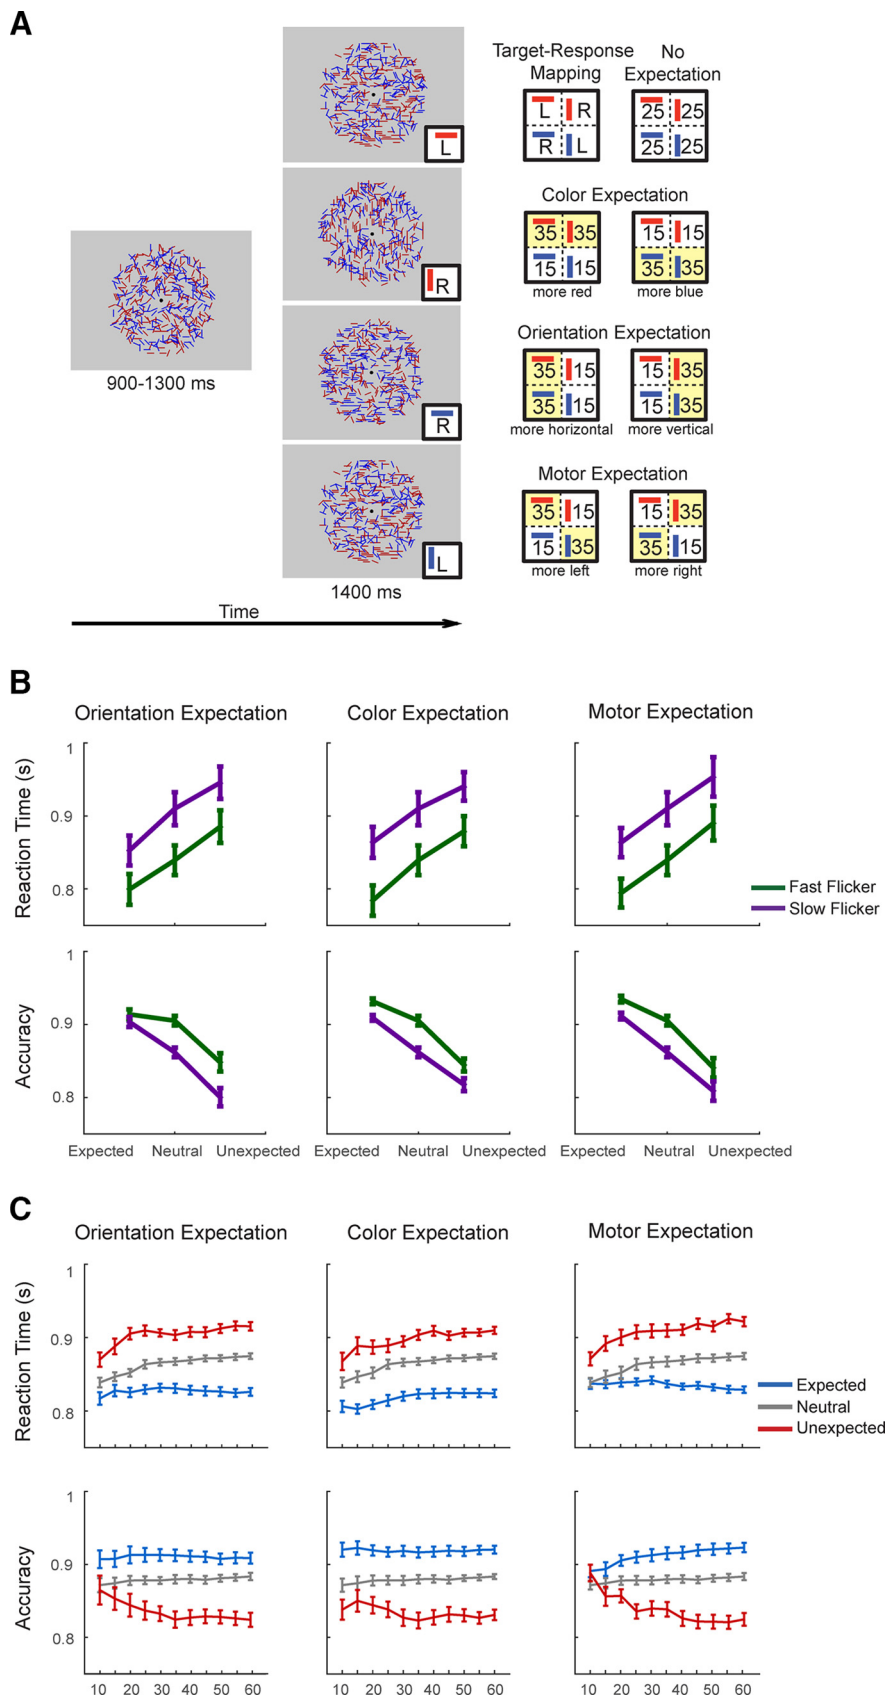 A
Target-Response Mapping
No Expectation
L R
R L
25 25
25 25
L
Color Expectation
35 35
15 15
more red
15 15
35 35
more blue
R
900-1300 ms
Orientation Expectation
35 15
35 15
more horizontal
15 35
15 35
more vertical
R
Motor Expectation
35 15
15 35
more left
15 35
35 15
more right
L
1400 ms
Time
B
Orientation Expectation
Color Expectation
Motor Expectation
Reaction Time (s)
1
0.9
0.8
Fast Flicker
Slow Flicker
Accuracy
1
0.9
0.8
Expected Neutral Unexpected
Expected Neutral Unexpected
Expected Neutral Unexpected
C
Orientation Expectation
Color Expectation
Motor Expectation
Reaction Time (s)
1
0.9
0.8
Expected
Neutral
Unexpected
Accuracy
1
0.9
0.8
10 20 30 40 50 60
10 20 30 40 50 60
10 20 30 40 50 60